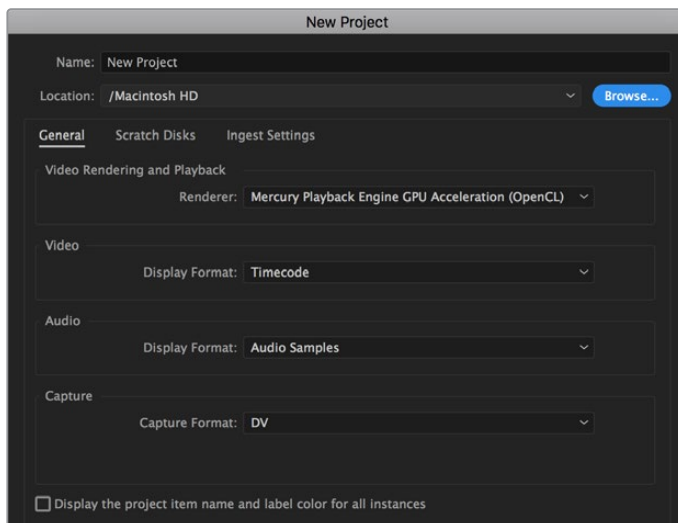 New Project
Name: New Project
Location: /Macintosh HD Browse...
General Scratch Disks Ingest Settings
Video Rendering and Playback
Renderer: Mercury Playback Engine GPU Acceleration (OpenCL)
Video
Display Format: Timecode
Audio
Display Format: Audio Samples
Capture
Capture Format: DV
Display the project item name and label color for all instances